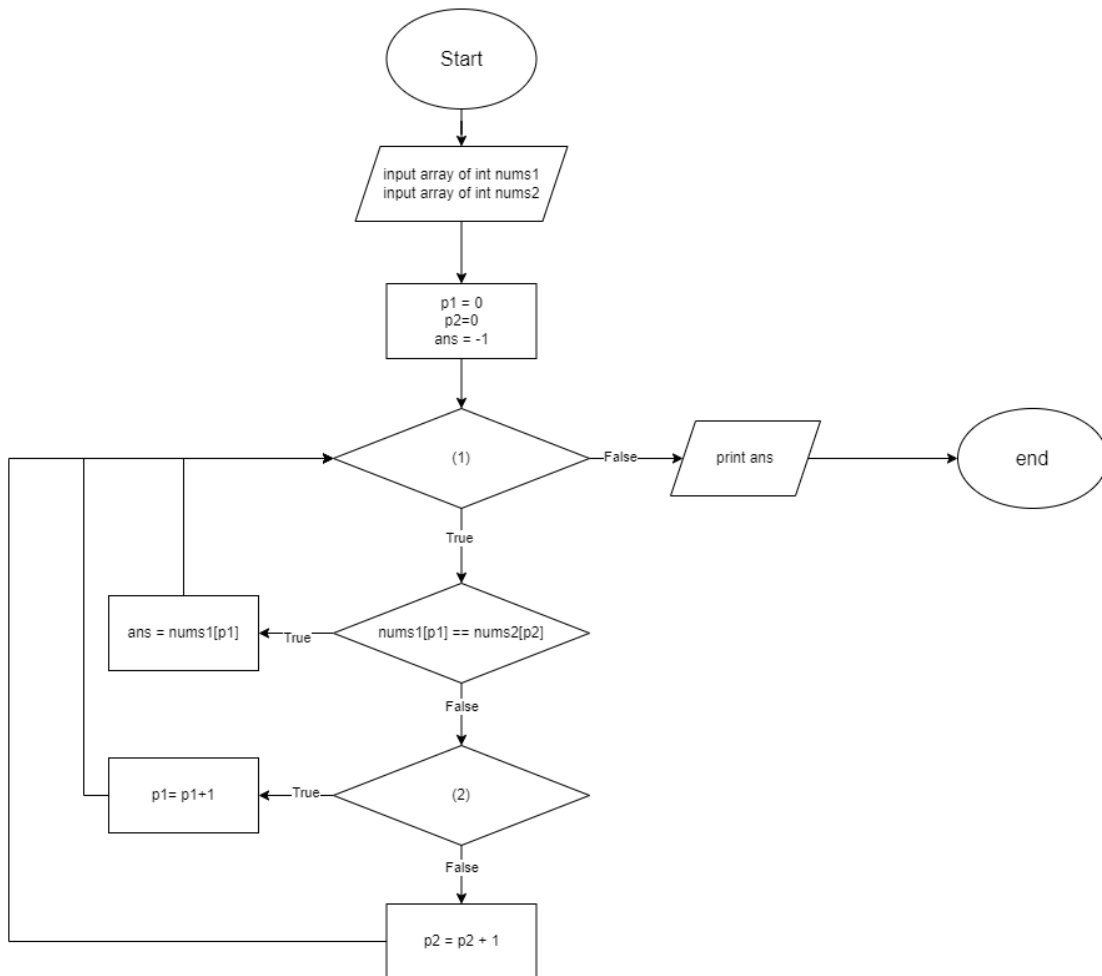 Start
input array of int nums1
input array of int nums2
p1 = 0
p2=0
ans = -1
(1)
False
print ans
end
True
nums1[p1] == nums2[p2]
True
ans = nums1[p1]
False
(2)
True
p1= p1+1
False
p2 = p2 + 1